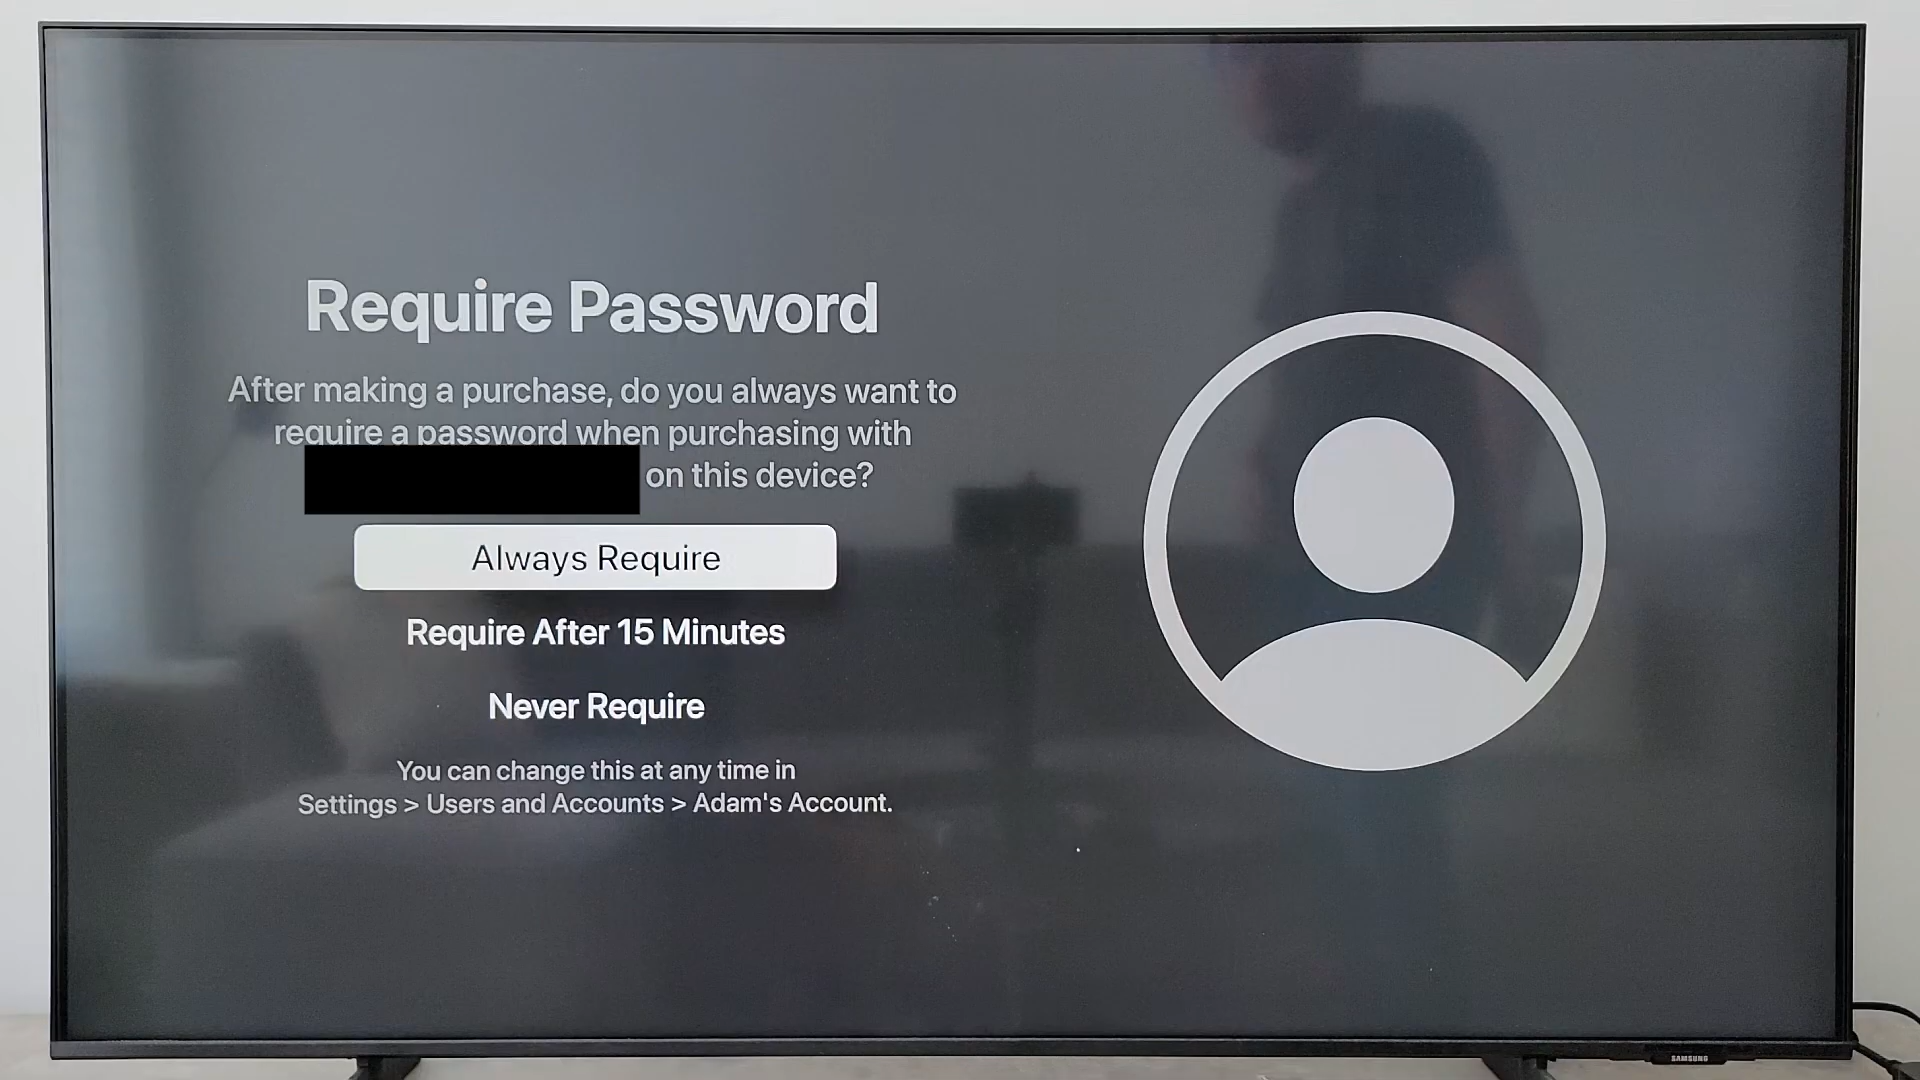 Require Password
After making a purchase, do you always want to
require a password when purchasing with
on this device?
Always Require
Require After 15 Minutes
Never Require
You can change this at any time in
Settings > Users and Accounts > Adam's Account.
SAMSUNG